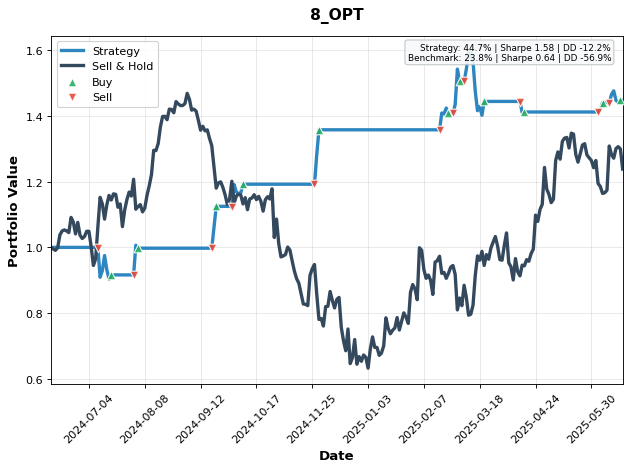 8_OPT
Portfolio Value
1.6
1.4
1.2
1.0
0.8
0.6
Strategy
Sell & Hold
Buy
Sell
Strategy: 44.7% | Sharpe 1.58 | DD -12.2%
Benchmark: 23.8% | Sharpe 0.64 | DD -56.9%
2024-07-04
2024-08-08
2024-09-12
2024-10-17
2024-11-25
2025-01-03
2025-02-07
2025-03-18
2025-04-24
2025-05-30
Date